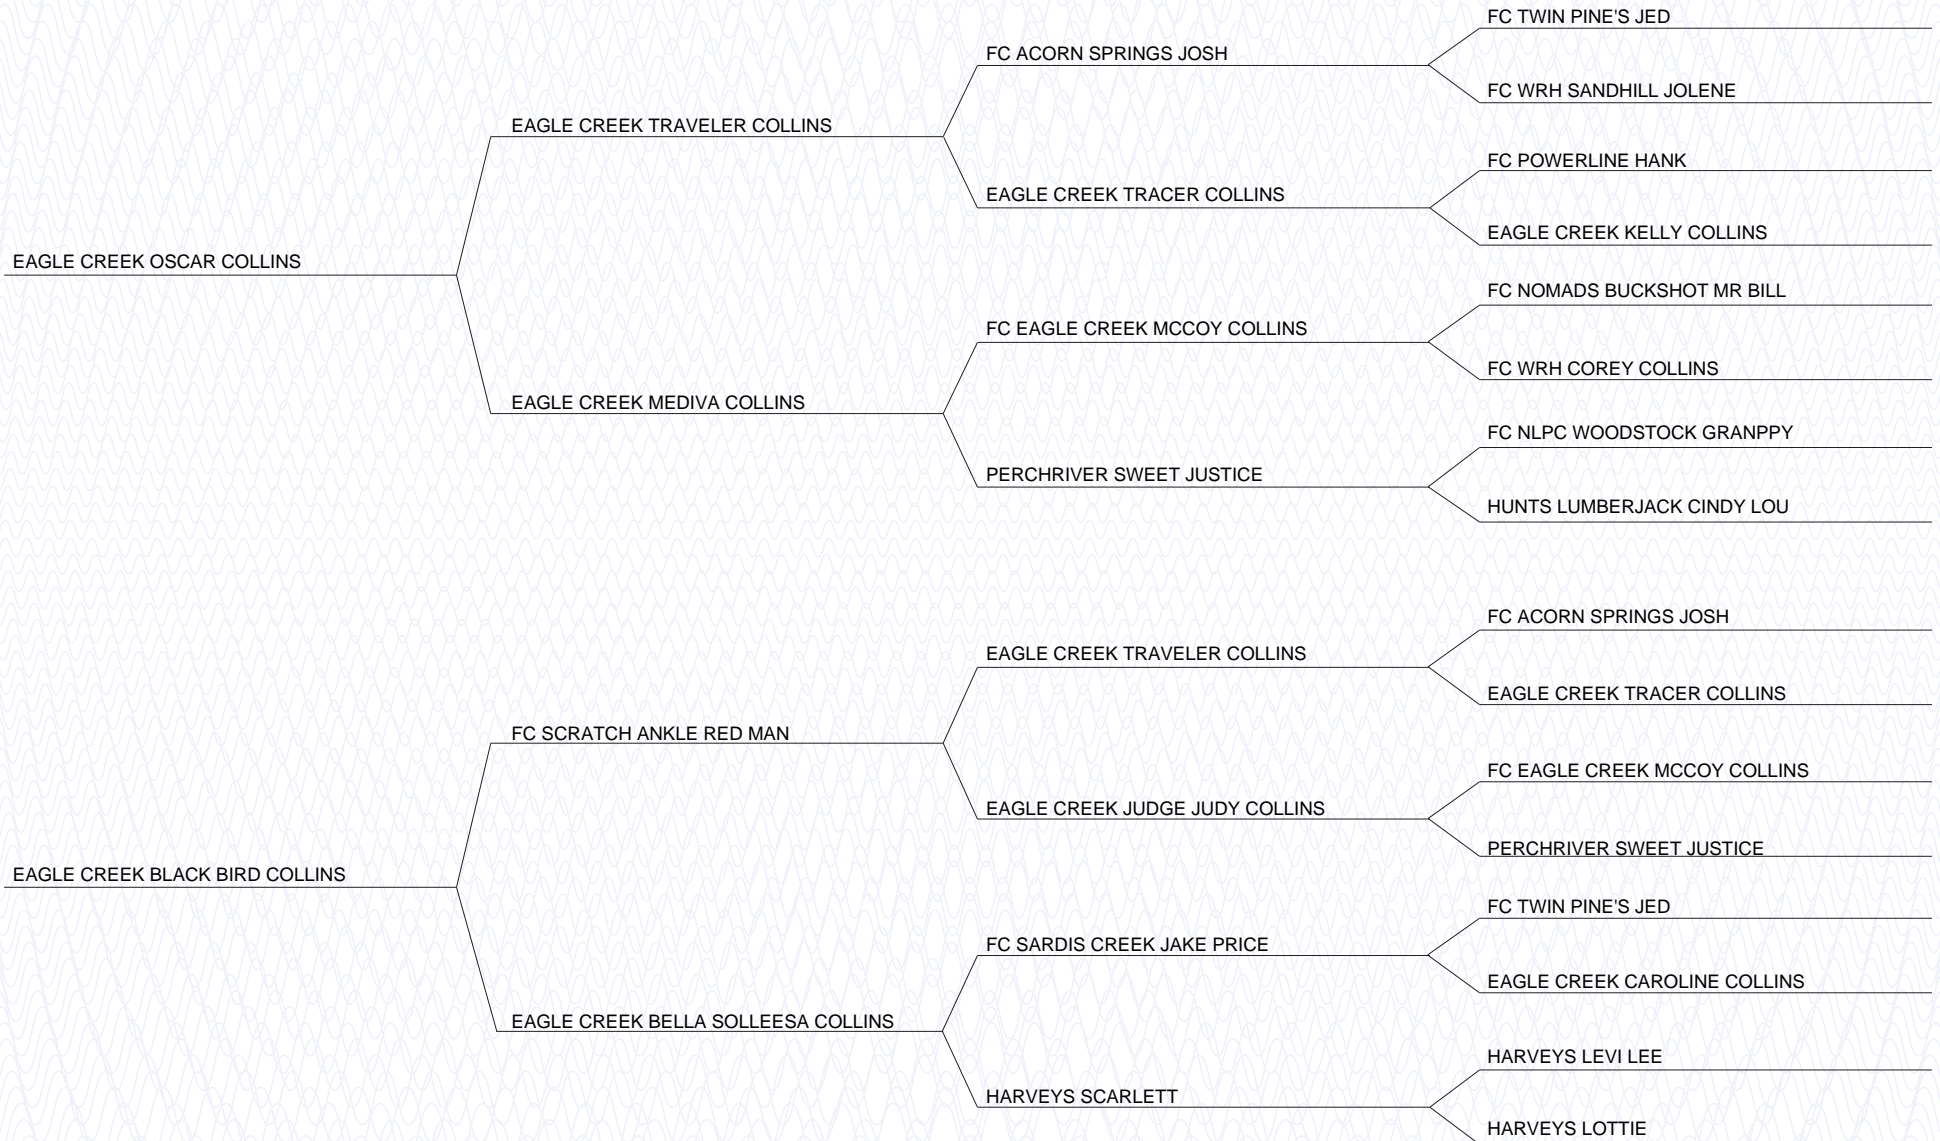 FC TWIN PINE'S JED
FC ACORN SPRINGS JOSH
FC WRH SANDHILL JOLENE
EAGLE CREEK TRAVELER COLLINS
FC POWERLINE HANK
EAGLE CREEK TRACER COLLINS
EAGLE CREEK KELLY COLLINS
EAGLE CREEK OSCAR COLLINS
FC NOMADS BUCKSHOT MR BILL
FC EAGLE CREEK MCCOY COLLINS
FC WRH COREY COLLINS
EAGLE CREEK MEDIVA COLLINS
FC NLPC WOODSTOCK GRANPPY
PERCHRIVER SWEET JUSTICE
HUNTS LUMBERJACK CINDY LOU
FC ACORN SPRINGS JOSH
EAGLE CREEK TRAVELER COLLINS
EAGLE CREEK TRACER COLLINS
FC SCRATCH ANKLE RED MAN
FC EAGLE CREEK MCCOY COLLINS
EAGLE CREEK JUDGE JUDY COLLINS
PERCHRIVER SWEET JUSTICE
EAGLE CREEK BLACK BIRD COLLINS
FC TWIN PINE'S JED
FC SARDIS CREEK JAKE PRICE
EAGLE CREEK CAROLINE COLLINS
EAGLE CREEK BELLA SOLLEESA COLLINS
HARVEYS LEVI LEE
HARVEYS SCARLETT
HARVEYS LOTTIE